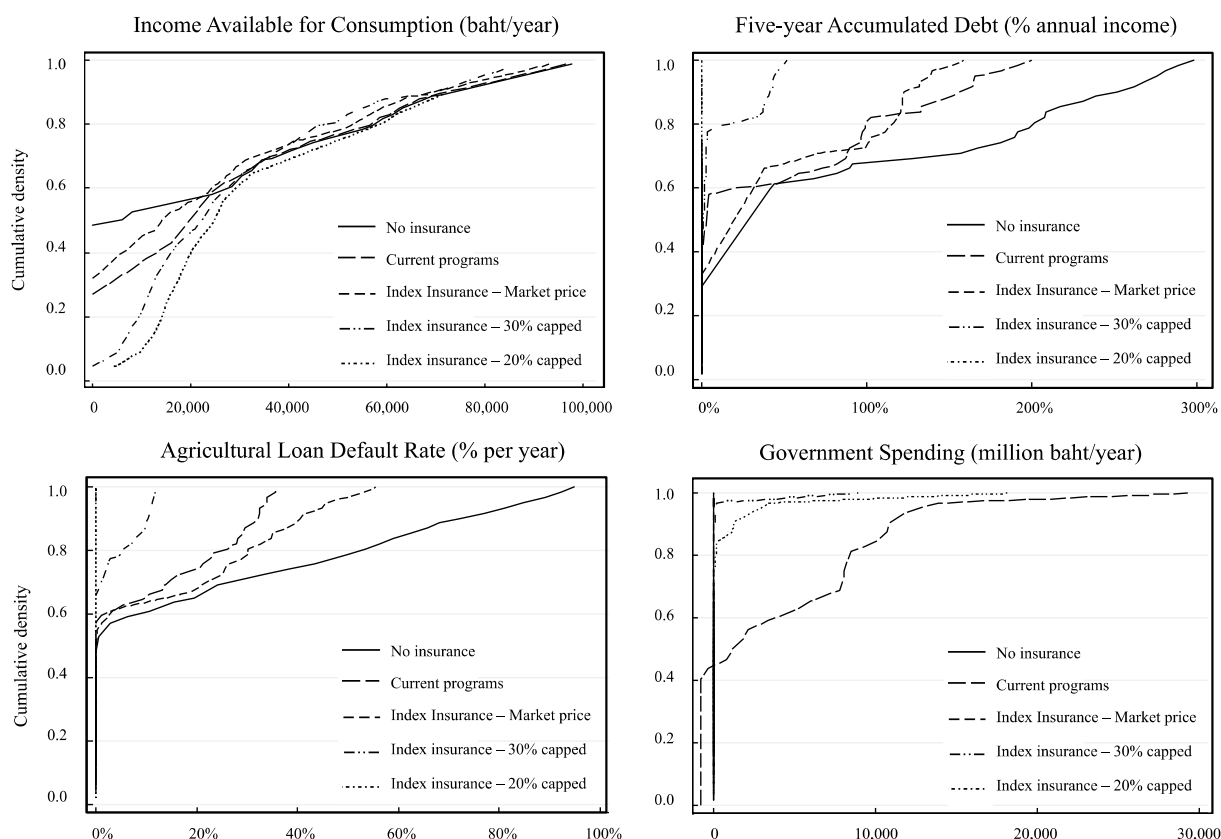 Income Available for Consumption (baht/year)
Cumulative density
1.0
0.8
0.6
0.4
0.2
0.0
No insurance
Current programs
Index Insurance – Market price
Index insurance – 30% capped
Index insurance – 20% capped
0 20,000 40,000 60,000 80,000 100,000
Five-year Accumulated Debt (% annual income)
1.0
0.8
0.6
0.4
0.2
0.0
No insurance
Current programs
Index Insurance – Market price
Index insurance – 30% capped
Index insurance – 20% capped
0% 100% 200% 300%
Agricultural Loan Default Rate (% per year)
Cumulative density
1.0
0.8
0.6
0.4
0.2
0.0
No insurance
Current programs
Index Insurance – Market price
Index insurance – 30% capped
Index insurance – 20% capped
0% 20% 40% 60% 80% 100%
Government Spending (million baht/year)
1.0
0.8
0.6
0.4
0.2
0.0
No insurance
Current programs
Index Insurance – Market price
Index insurance – 30% capped
Index insurance – 20% capped
0 10,000 20,000 30,000